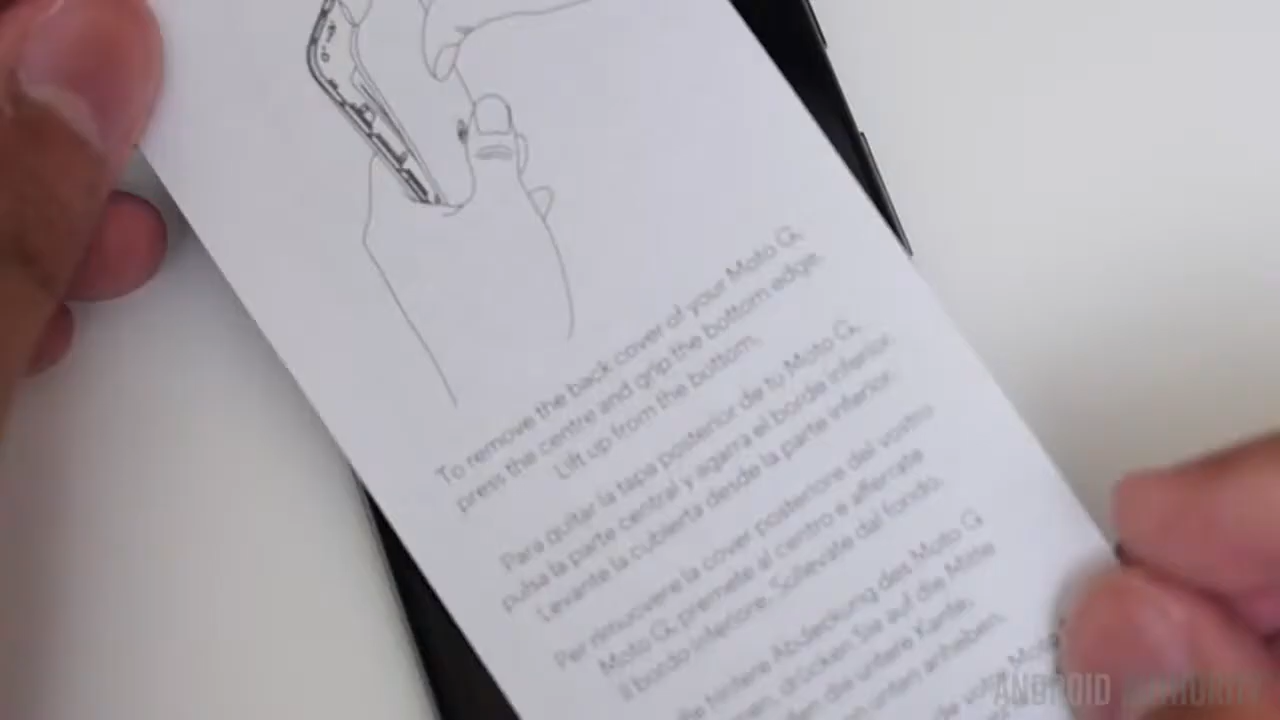 To remove the back cover of your Moto G,
press the centre and grip the bottom edge.
Lift up from the bottom.
Para quitar la tapa posterior de tu Moto G,
pulsa la parte central y agarra el borde inferior.
Levante la cubierta desde la parte inferior.
Per rimuovere la cover posteriore del vostro
Moto G, premete al centro e afferrate
il bordo inferiore. Sollevate dal fondo.
hintere Abdeckung des Moto G
drücken Sie auf die Mitte
die untere Kante,
unten anheben.
Moto
ANDROID AUTHORITY